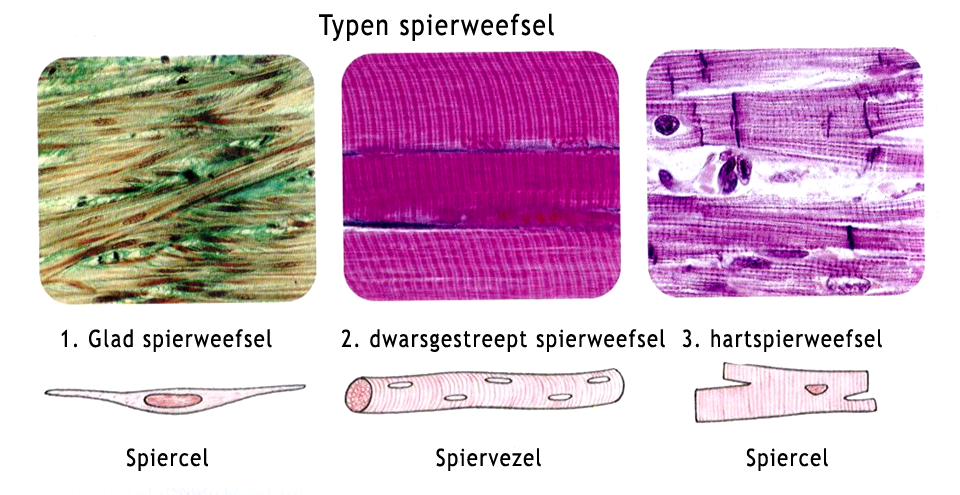 Typen spierweefsel
1. Glad spierweefsel
2. dwarsgestreept spierweefsel
3. hartspierweefsel
Spiercel
Spiervezel
Spiercel